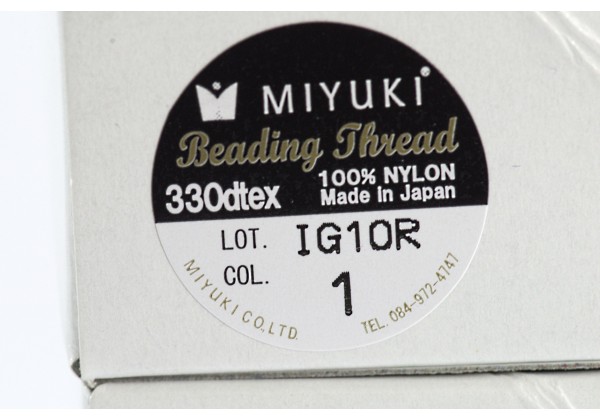 MIYUKI®
Beading Thread
330dtex
100% NYLON
Made in Japan
LOT. IG10R
COL. 1
MIYUKI CO., LTD.
TEL. 084-972-4747